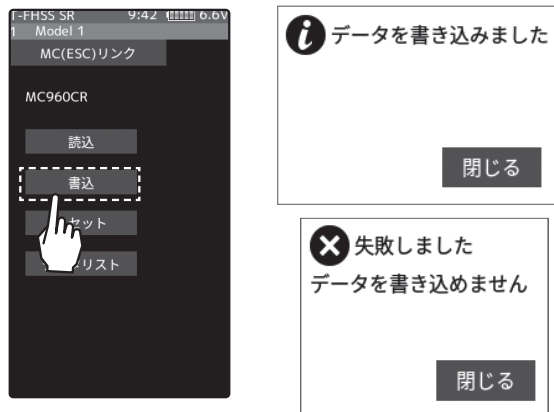 T-FHSS SR 9:42 6.6V
1 Model 1
MC(ESC)リンク
MC960CR
読込
書込
セット
リスト
データを書き込みました
閉じる
失敗しました
データを書き込めません
閉じる